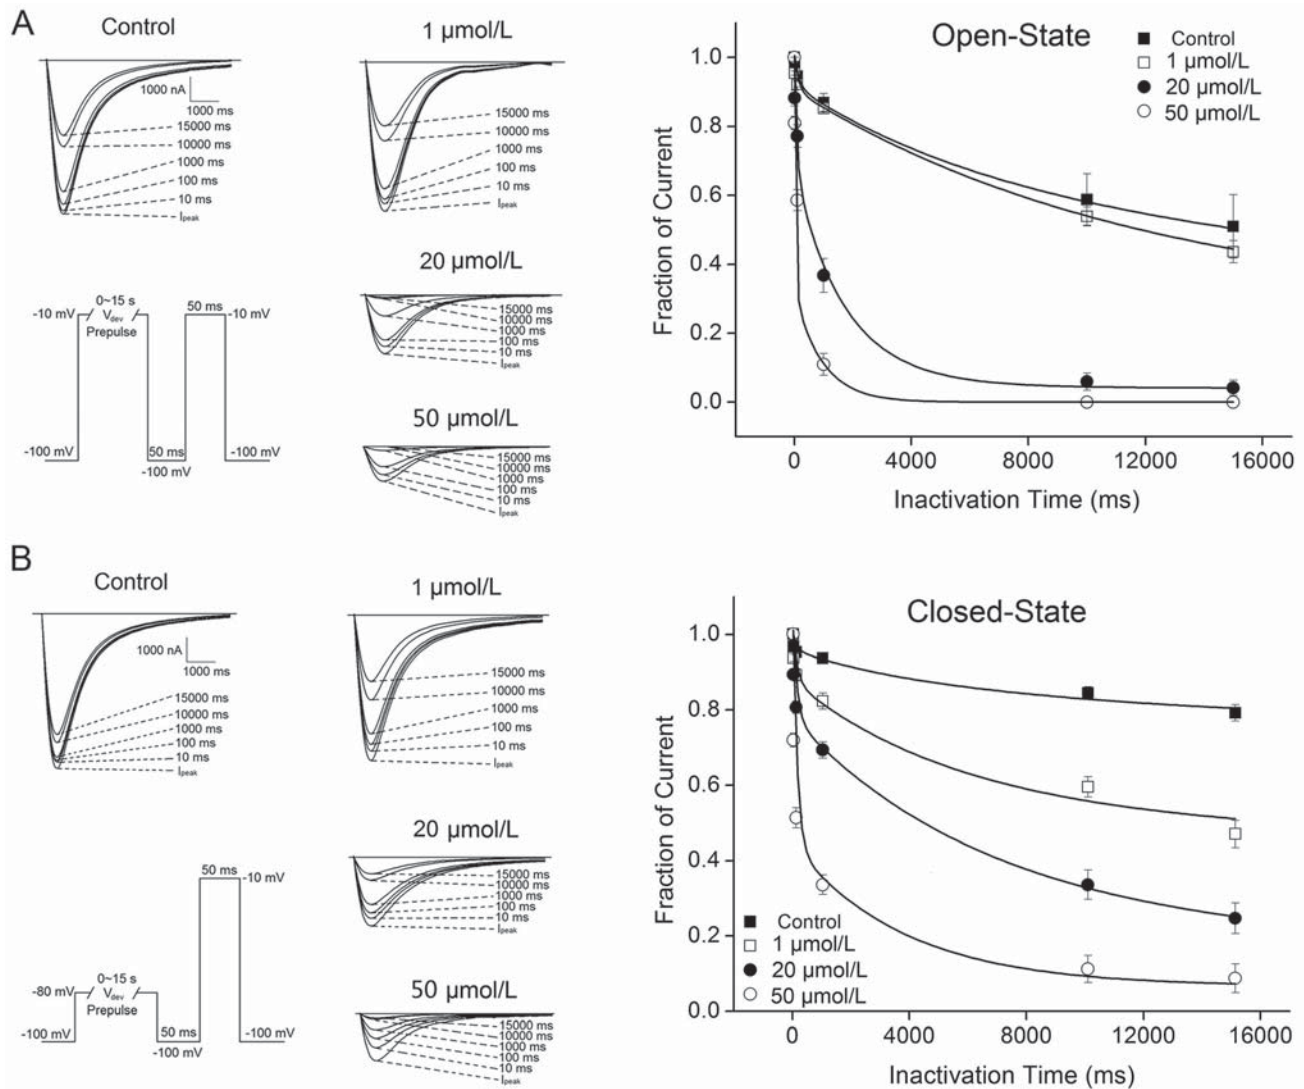 A
Control
1000 nA
1000 ms
15000 ms
10000 ms
1000 ms
100 ms
10 ms
Ipeak
1 µmol/L
15000 ms
10000 ms
1000 ms
100 ms
10 ms
Ipeak
0~15 s
-10 mV
Vdev
Prepulse
50 ms
-10 mV
-100 mV
50 ms
-100 mV
-100 mV
20 µmol/L
15000 ms
10000 ms
1000 ms
100 ms
10 ms
Ipeak
50 µmol/L
15000 ms
10000 ms
1000 ms
100 ms
10 ms
Ipeak
Open-State
Control
1 µmol/L
20 µmol/L
50 µmol/L
Fraction of Current
1.0
0.8
0.6
0.4
0.2
0.0
0 4000 8000 12000 16000
Inactivation Time (ms)
B
Control
1000 nA
1000 ms
15000 ms
10000 ms
1000 ms
100 ms
10 ms
Ipeak
1 µmol/L
15000 ms
10000 ms
1000 ms
100 ms
10 ms
Ipeak
50 ms
-10 mV
0~15 s
-80 mV
Vdev
Prepulse
-100 mV
50 ms
-100 mV
-100 mV
20 µmol/L
15000 ms
10000 ms
1000 ms
100 ms
10 ms
Ipeak
50 µmol/L
15000 ms
10000 ms
1000 ms
100 ms
10 ms
Ipeak
Closed-State
Fraction of Current
1.0
0.8
0.6
0.4
0.2
0.0
Control
1 µmol/L
20 µmol/L
50 µmol/L
0 4000 8000 12000 16000
Inactivation Time (ms)